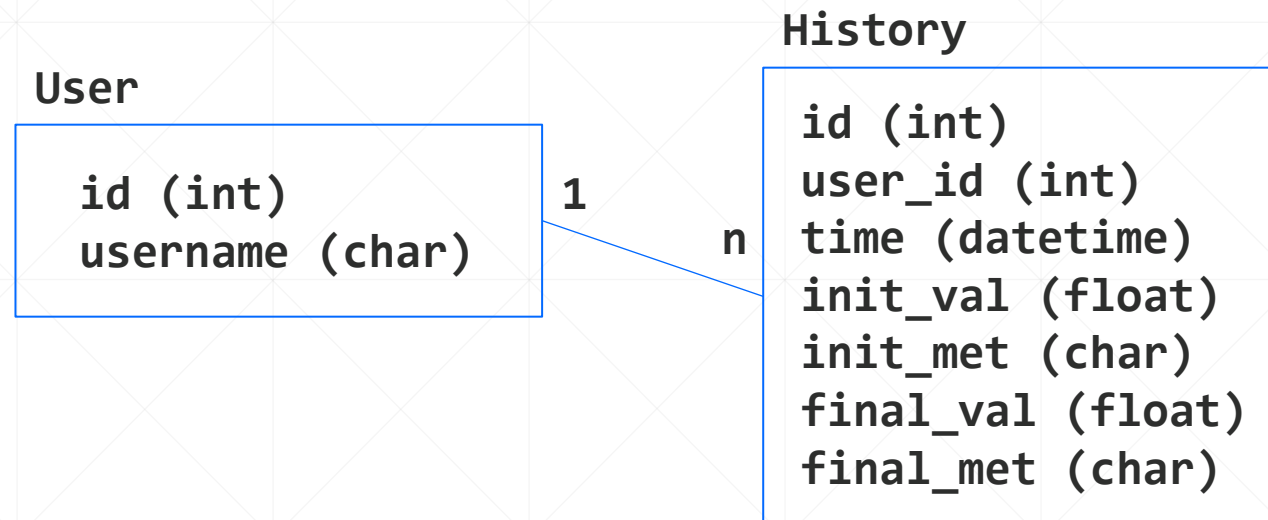 User
id (int)
username (char)
1
n
History
id (int)
user_id (int)
time (datetime)
init_val (float)
init_met (char)
final_val (float)
final_met (char)